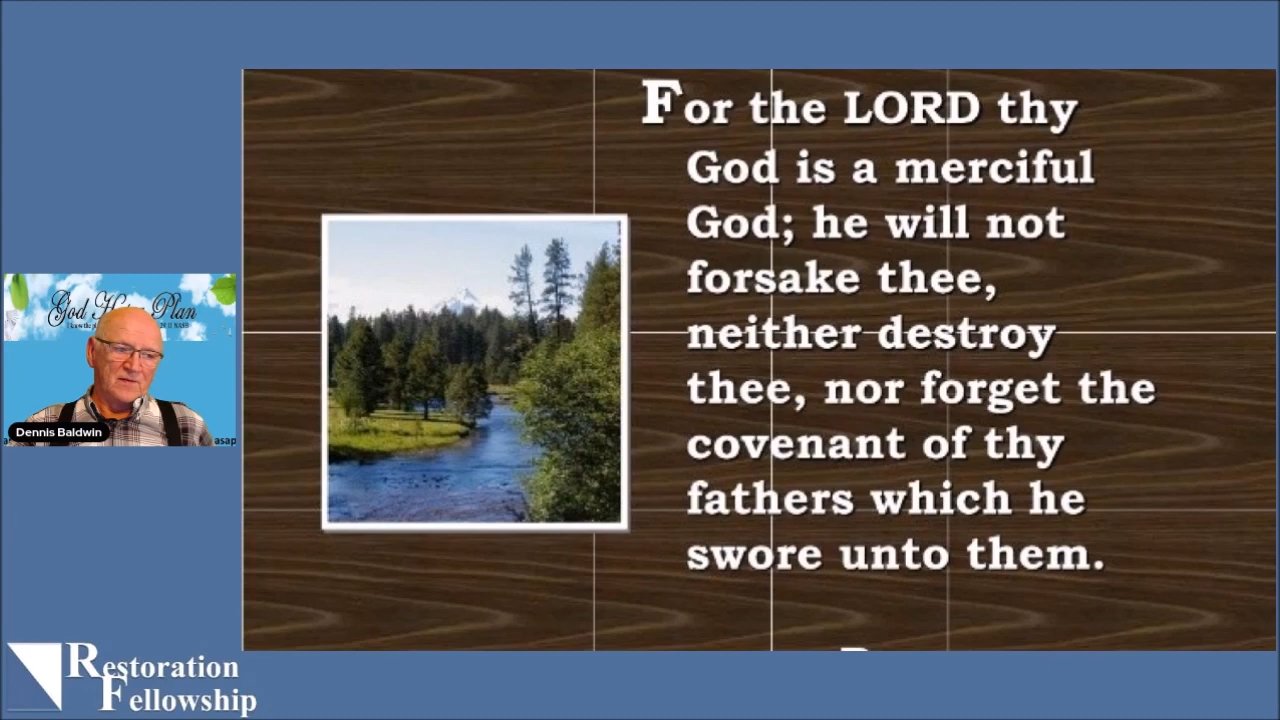 For the LORD thy
God is a merciful
God; he will not
forsake thee,
neither destroy
thee, nor forget the
covenant of thy
fathers which he
swore unto them.
God Plan
Dennis Baldwin
asap
Restoration
Fellowship